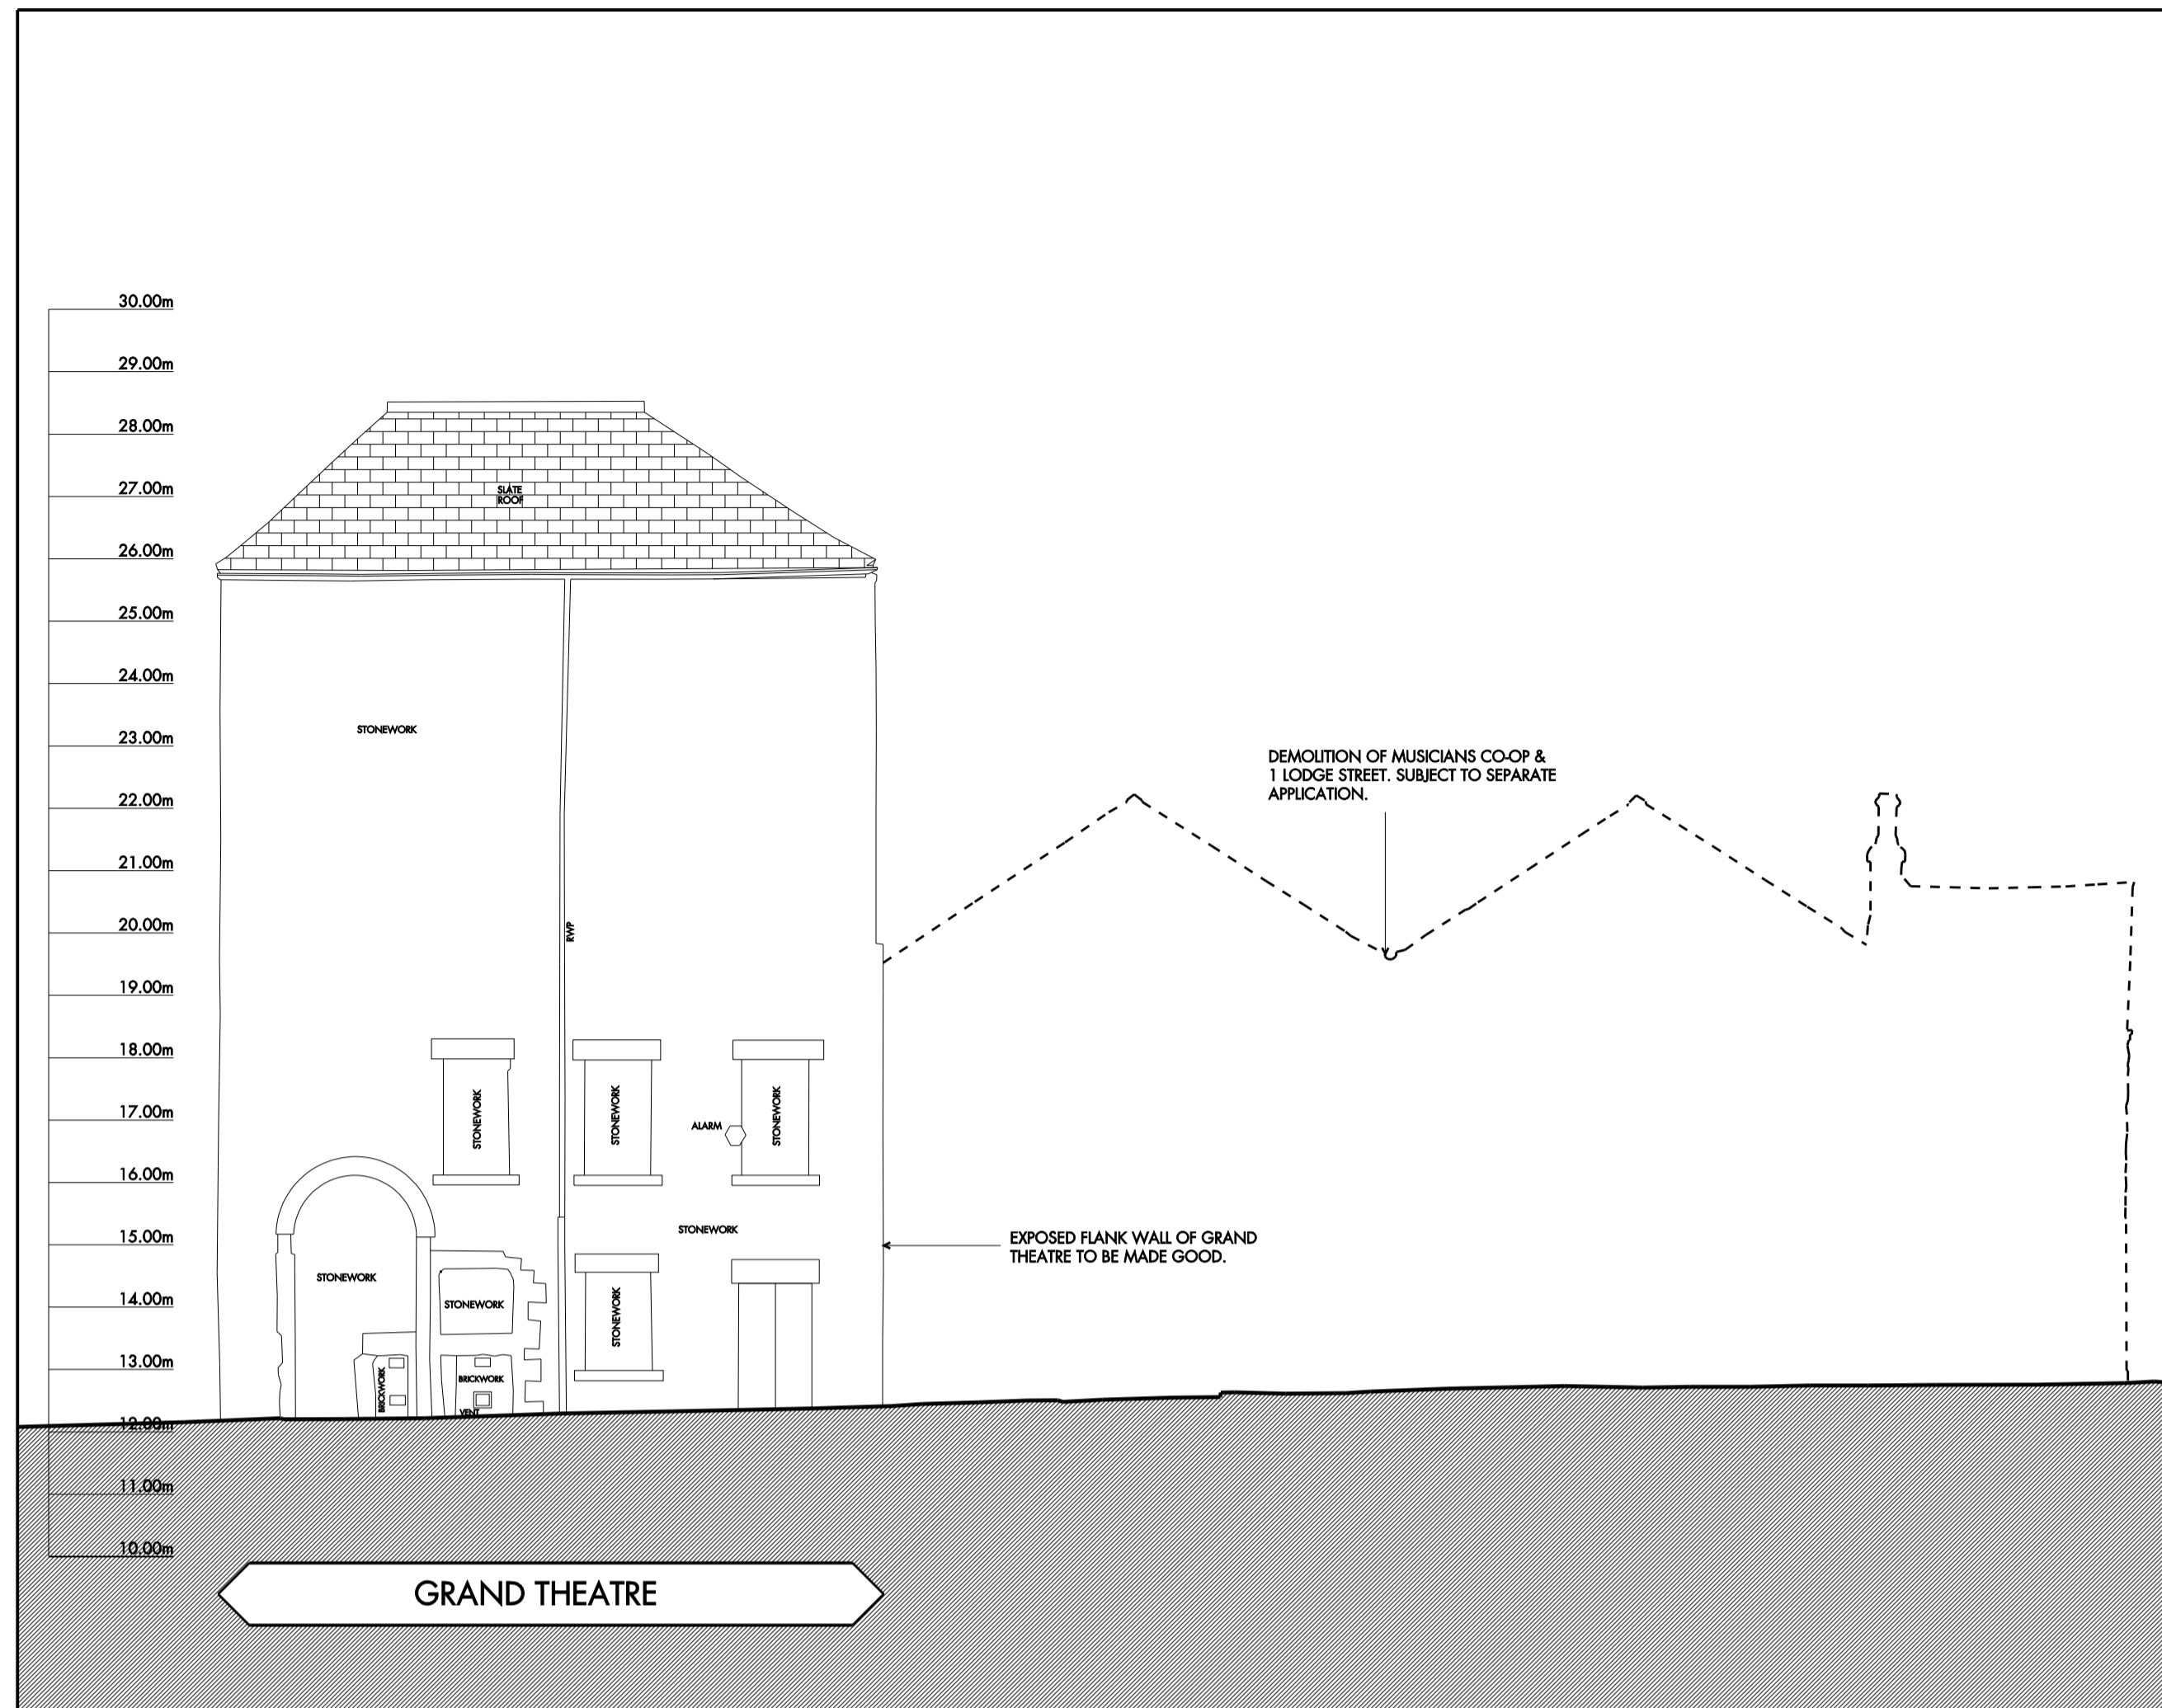 30.00m
29.00m
28.00m
27.00m
26.00m
25.00m
24.00m
23.00m
22.00m
21.00m
20.00m
19.00m
18.00m
17.00m
16.00m
15.00m
14.00m
13.00m
12.00m
11.00m
10.00m
SLATE
ROOF
STONEWORK
RWP
STONEWORK
STONEWORK
ALARM
STONEWORK
STONEWORK
STONEWORK
STONEWORK
STONEWORK
BRICKWORK
BRICKWORK
VENT
DEMOLITION OF MUSICIANS CO-OP &
1 LODGE STREET. SUBJECT TO SEPARATE
APPLICATION.
EXPOSED FLANK WALL OF GRAND
THEATRE TO BE MADE GOOD.
GRAND THEATRE